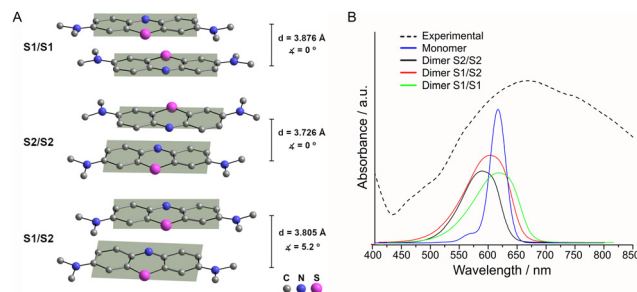 A
S1/S1
d = 3.876 Å
∡ = 0 º
S2/S2
d = 3.726 Å
∡ = 0 º
S1/S2
d = 3.805 Å
∡ = 5.2 º
C N S
B
Experimental
Monomer
Dimer S2/S2
Dimer S1/S2
Dimer S1/S1
Absorbance / a.u.
400 450 500 550 600 650 700 750 800 850
Wavelength / nm